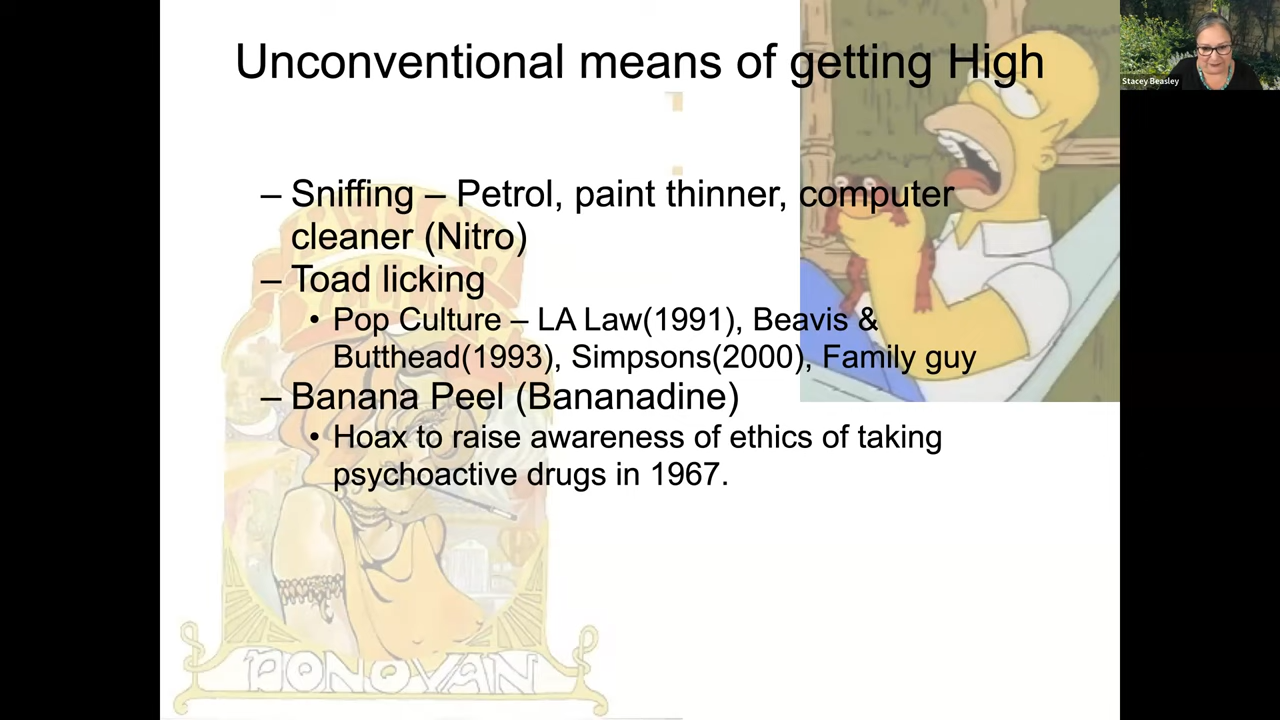 Unconventional means of getting High
Stacey Beasley
– Sniffing – Petrol, paint thinner, computer
cleaner (Nitro)
– Toad licking
• Pop Culture – LA Law(1991), Beavis &
Butthead(1993), Simpsons(2000), Family guy
– Banana Peel (Bananadine)
• Hoax to raise awareness of ethics of taking
psychoactive drugs in 1967.
DONOVAN